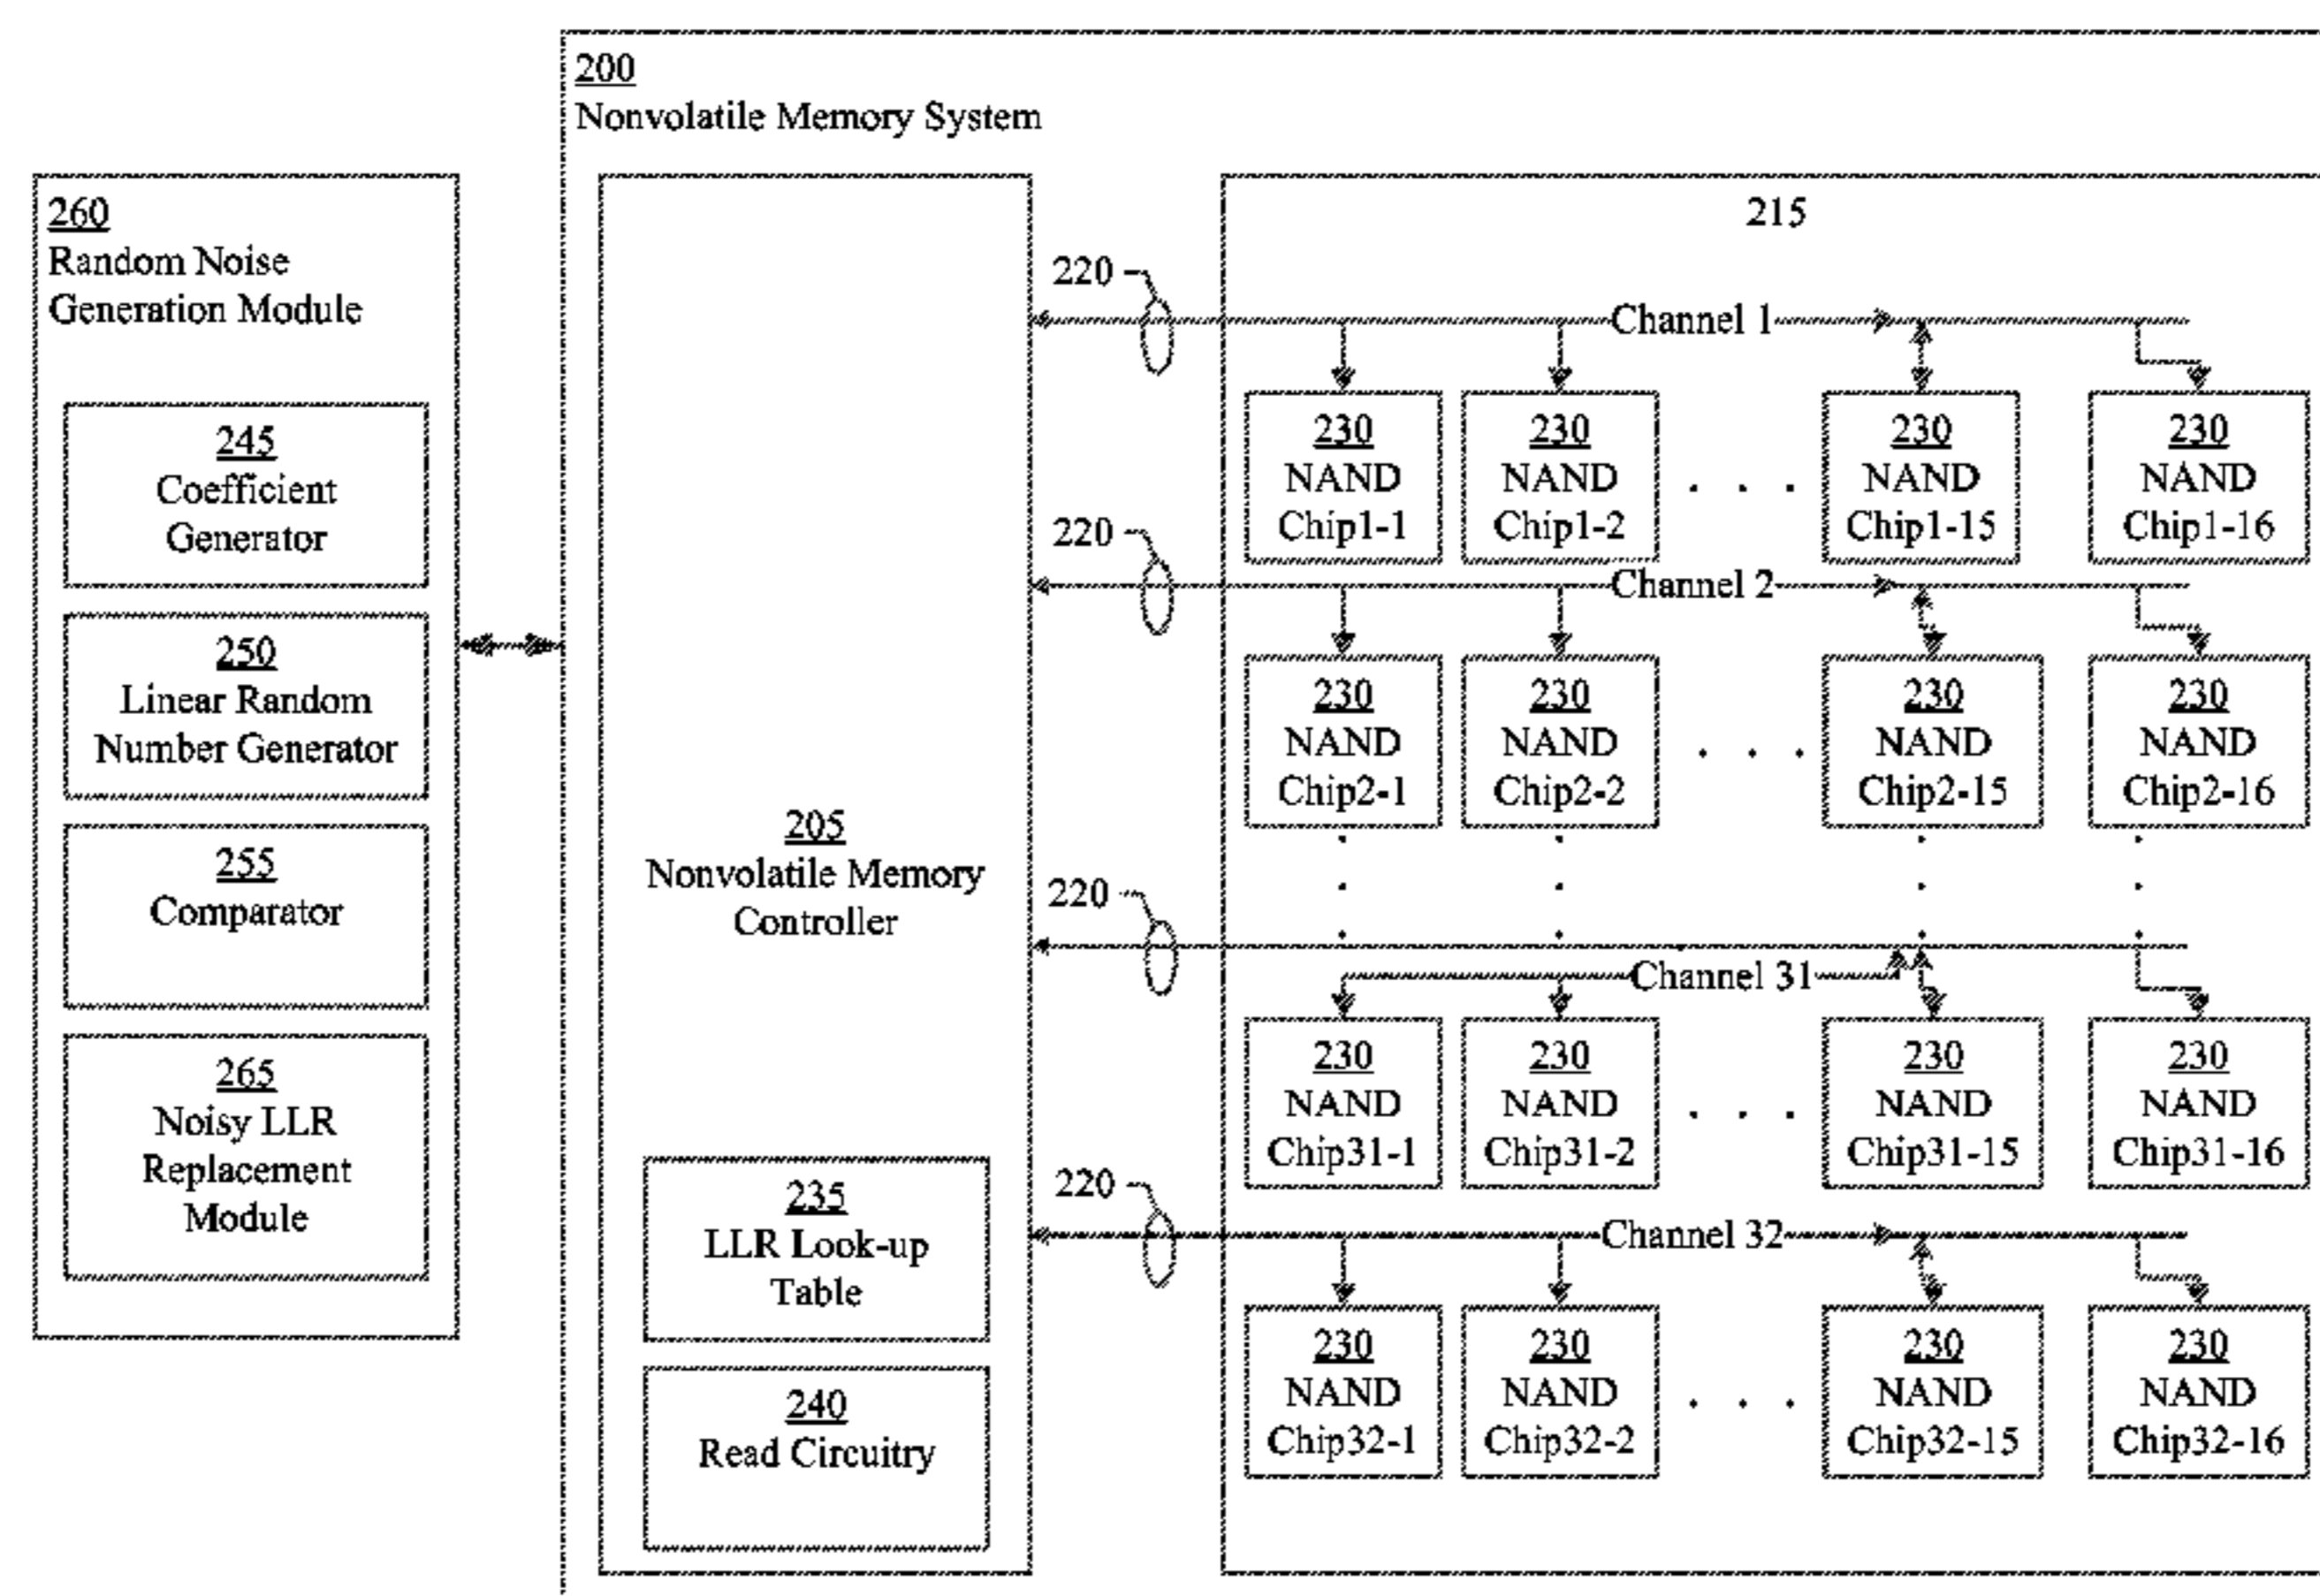 200
Nonvolatile Memory System
260
Random Noise
Generation Module
245
Coefficient
Generator
250
Linear Random
Number Generator
255
Comparator
265
Noisy LLR
Replacement
Module
205
Nonvolatile Memory
Controller
235
LLR Look-up
Table
240
Read Circuitry
215
220
Channel 1
230
NAND
Chip1-1
230
NAND
Chip1-2
. . .
230
NAND
Chip1-15
230
NAND
Chip1-16
220
Channel 2
230
NAND
Chip2-1
230
NAND
Chip2-2
. . .
230
NAND
Chip2-15
230
NAND
Chip2-16
220
Channel 31
230
NAND
Chip31-1
230
NAND
Chip31-2
. . .
230
NAND
Chip31-15
230
NAND
Chip31-16
220
Channel 32
230
NAND
Chip32-1
230
NAND
Chip32-2
. . .
230
NAND
Chip32-15
230
NAND
Chip32-16